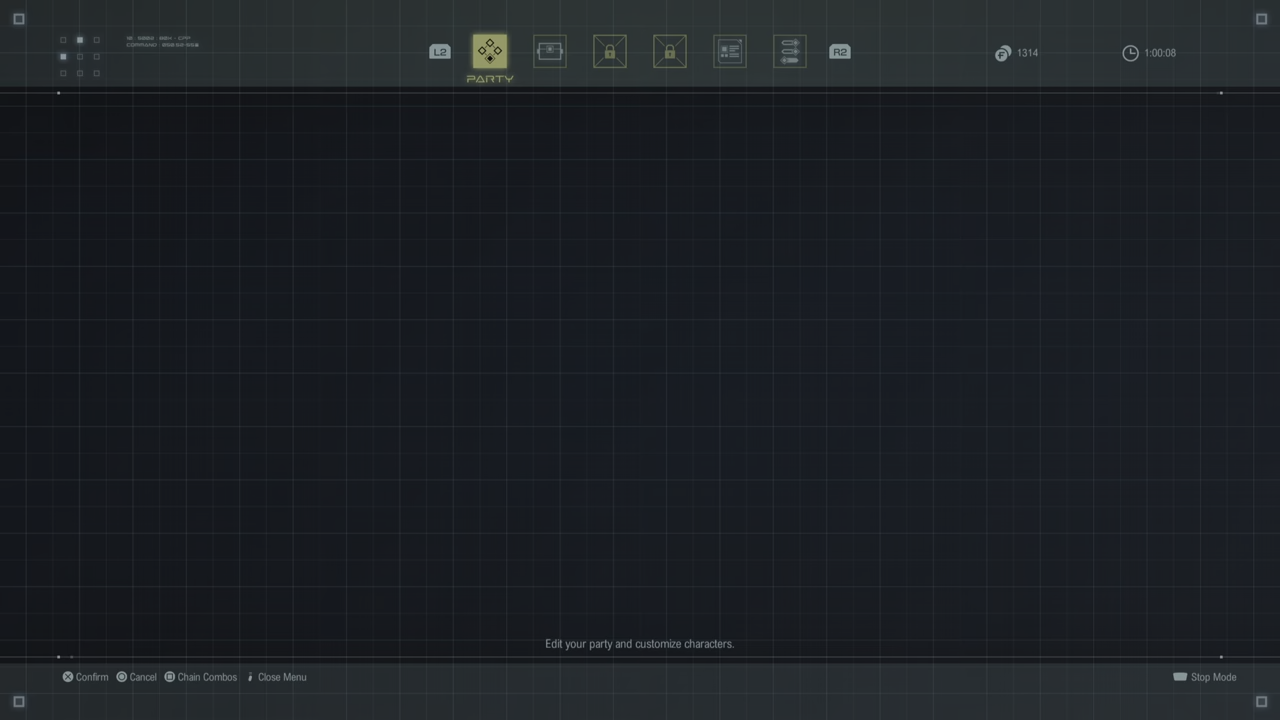 L2
R2
1314
1:00:08
PARTY
Edit your party and customize characters.
Confirm Cancel Chain Combos Close Menu
Stop Mode